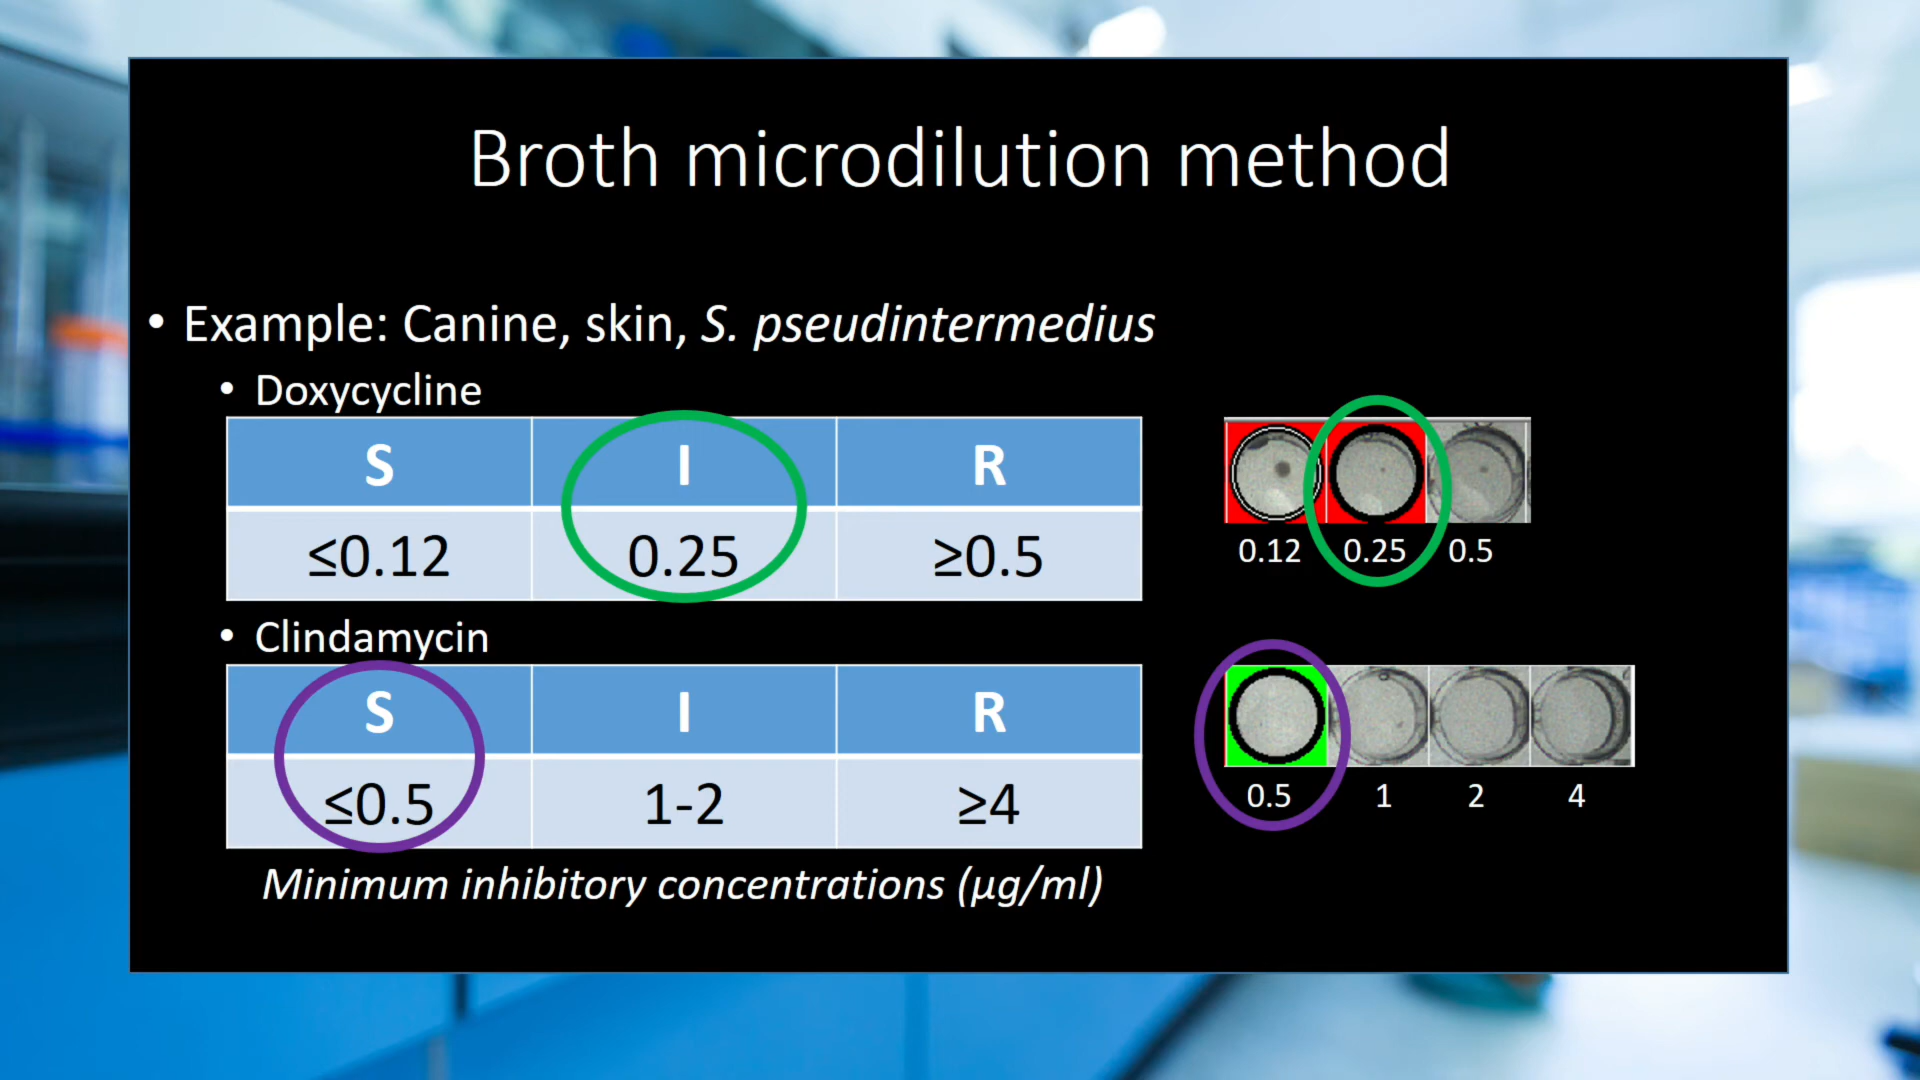 Broth microdilution method
• Example: Canine, skin, S. pseudintermedius
• Doxycycline
S I R
≤0.12 0.25 ≥0.5
0.12 0.25 0.5
• Clindamycin
S I R
≤0.5 1-2 ≥4
0.5 1 2 4
Minimum inhibitory concentrations (µg/ml)